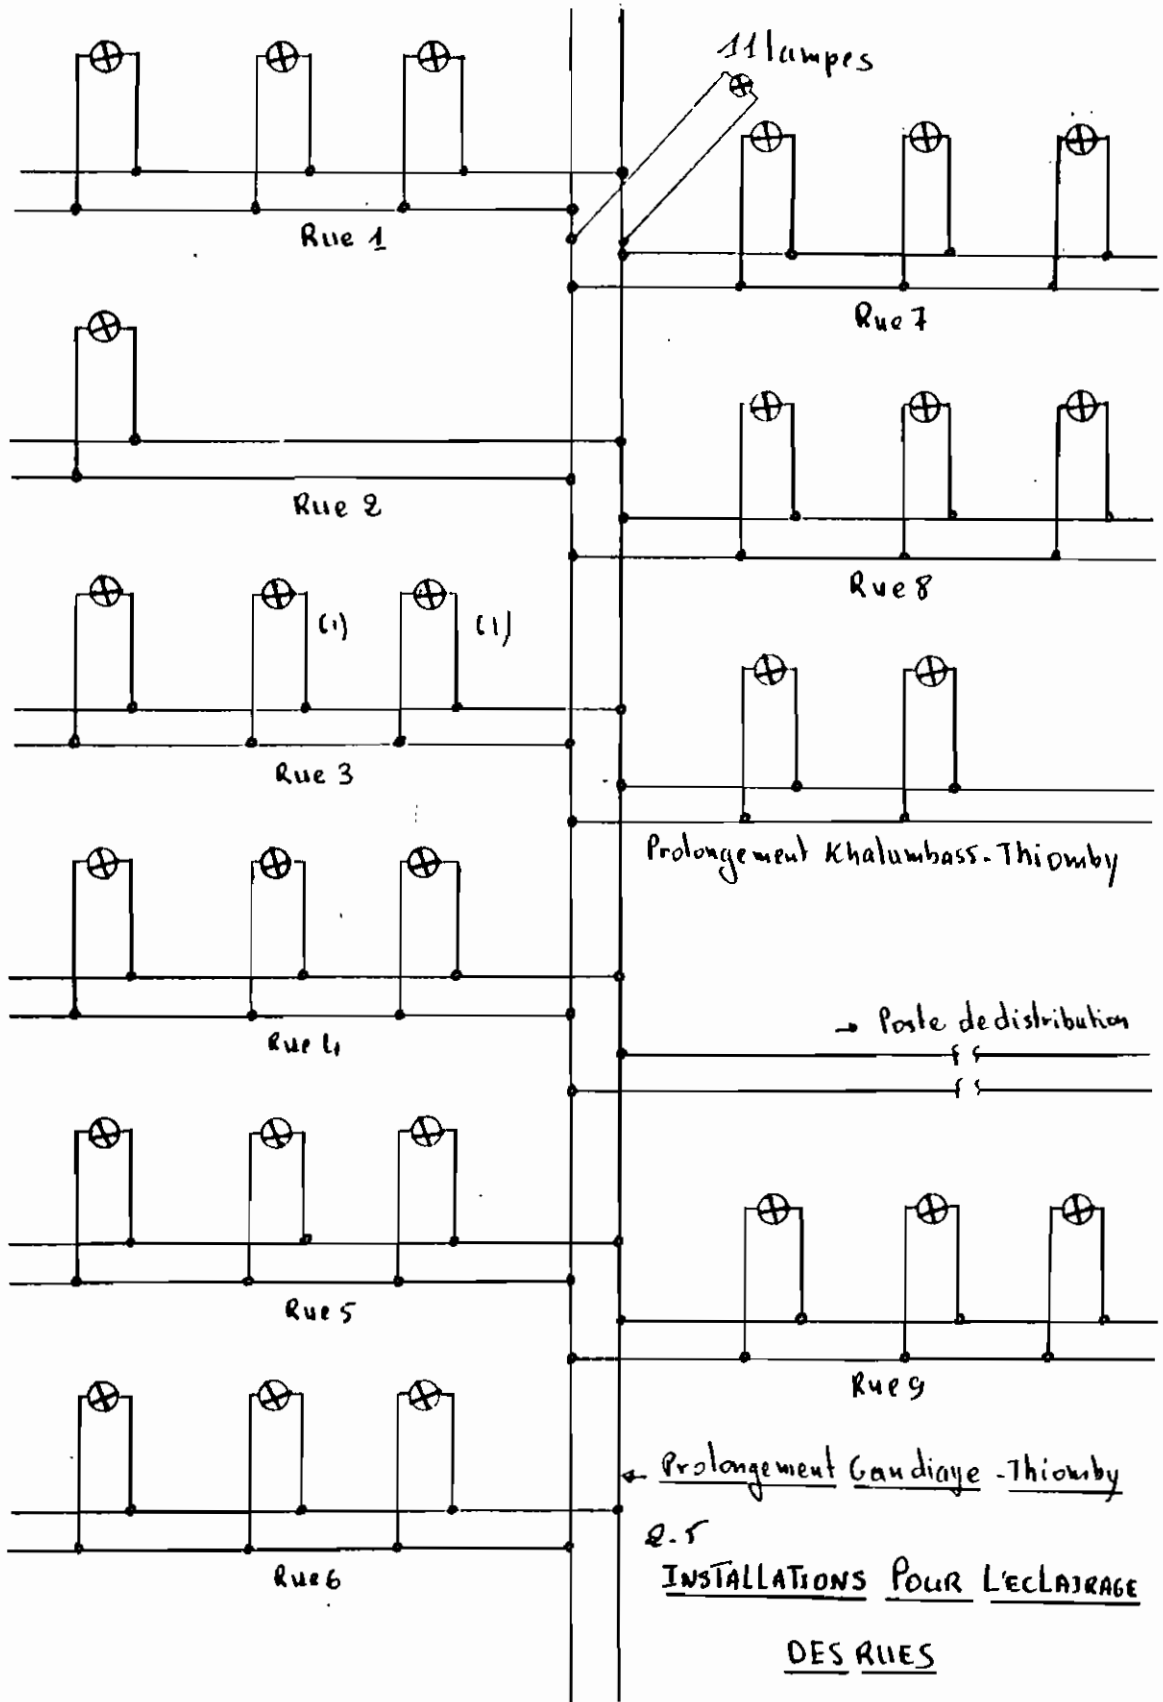 11 lampes
Rue 1
Rue 7
Rue 2
Rue 8
(1) (1)
Rue 3
Prolongement Khalumbass-Thiomby
Rue 4
→ Poste de distribution
Rue 5
Rue 9
← Prolongement Gandiaye-Thiomby
Rue 6
2.5
INSTALLATIONS POUR L'ECLAIRAGE
DES RUES